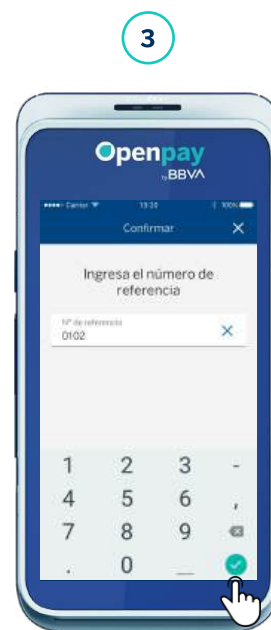 3
Openpay
by BBVA
Carrier 13:20 100%
Confirmar
Ingresa el número de
referencia
N° de referencia
0102
1 2 3 -
4 5 6 ,
7 8 9
. 0 _